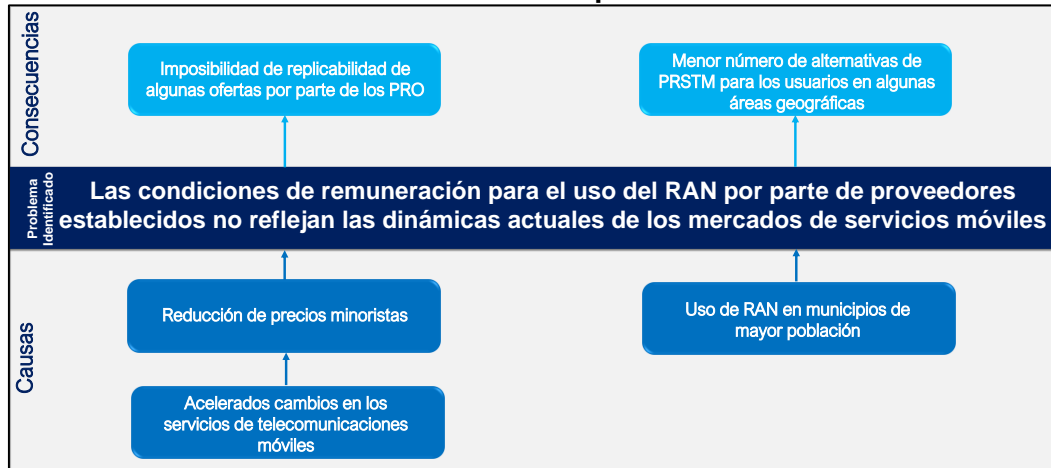 Consecuencias
Imposibilidad de replicabilidad de
algunas ofertas por parte de los PRO
Menor número de alternativas de
PRSTM para los usuarios en algunas
áreas geográficas
Problema
Identificado
Las condiciones de remuneración para el uso del RAN por parte de proveedores
establecidos no reflejan las dinámicas actuales de los mercados de servicios móviles
Causas
Reducción de precios minoristas
Uso de RAN en municipios de
mayor población
Acelerados cambios en los
servicios de telecomunicaciones
móviles